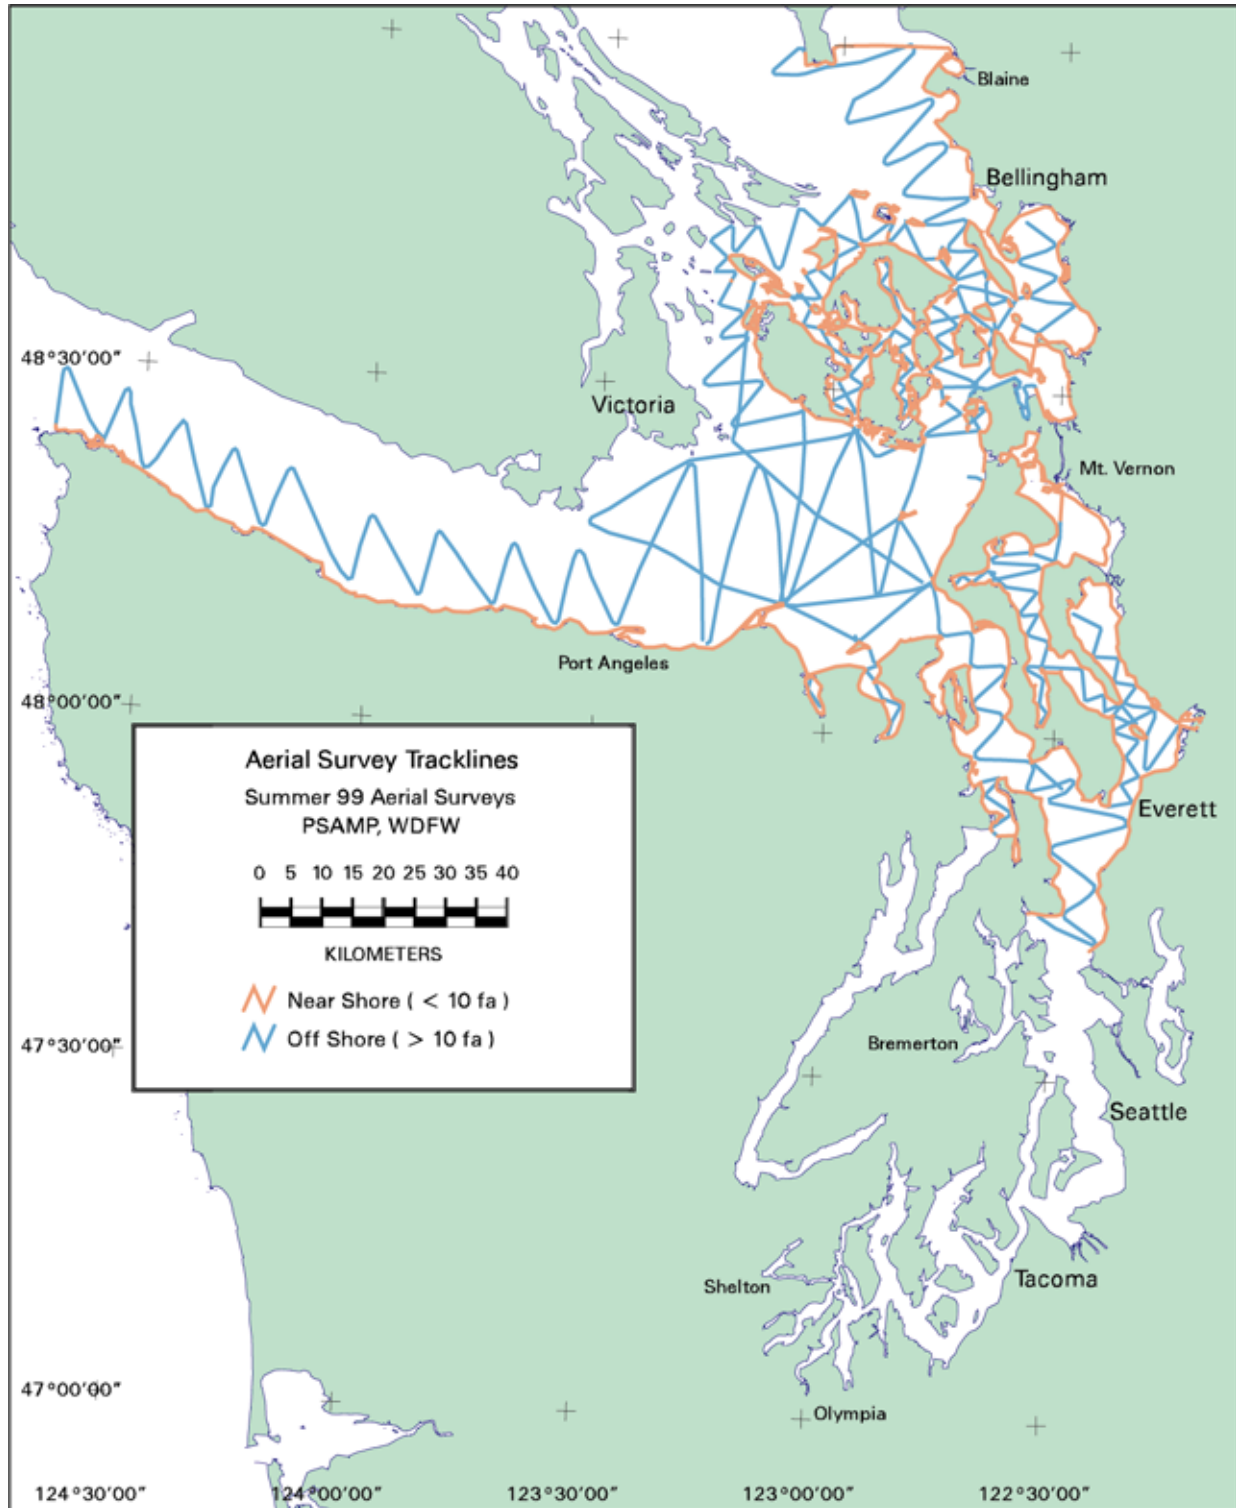 Blaine
Bellingham
48°30'00"
Victoria
Mt. Vernon
Port Angeles
48°00'00"
Aerial Survey Tracklines
Summer 99 Aerial Surveys
PSAMP, WDFW
0 5 10 15 20 25 30 35 40
KILOMETERS
Near Shore ( < 10 fa )
Off Shore ( > 10 fa )
Everett
47°30'00"
Bremerton
Seattle
Shelton
Tacoma
47°00'00"
Olympia
124°30'00" 124°00'00" 123°30'00" 123°00'00" 122°30'00"